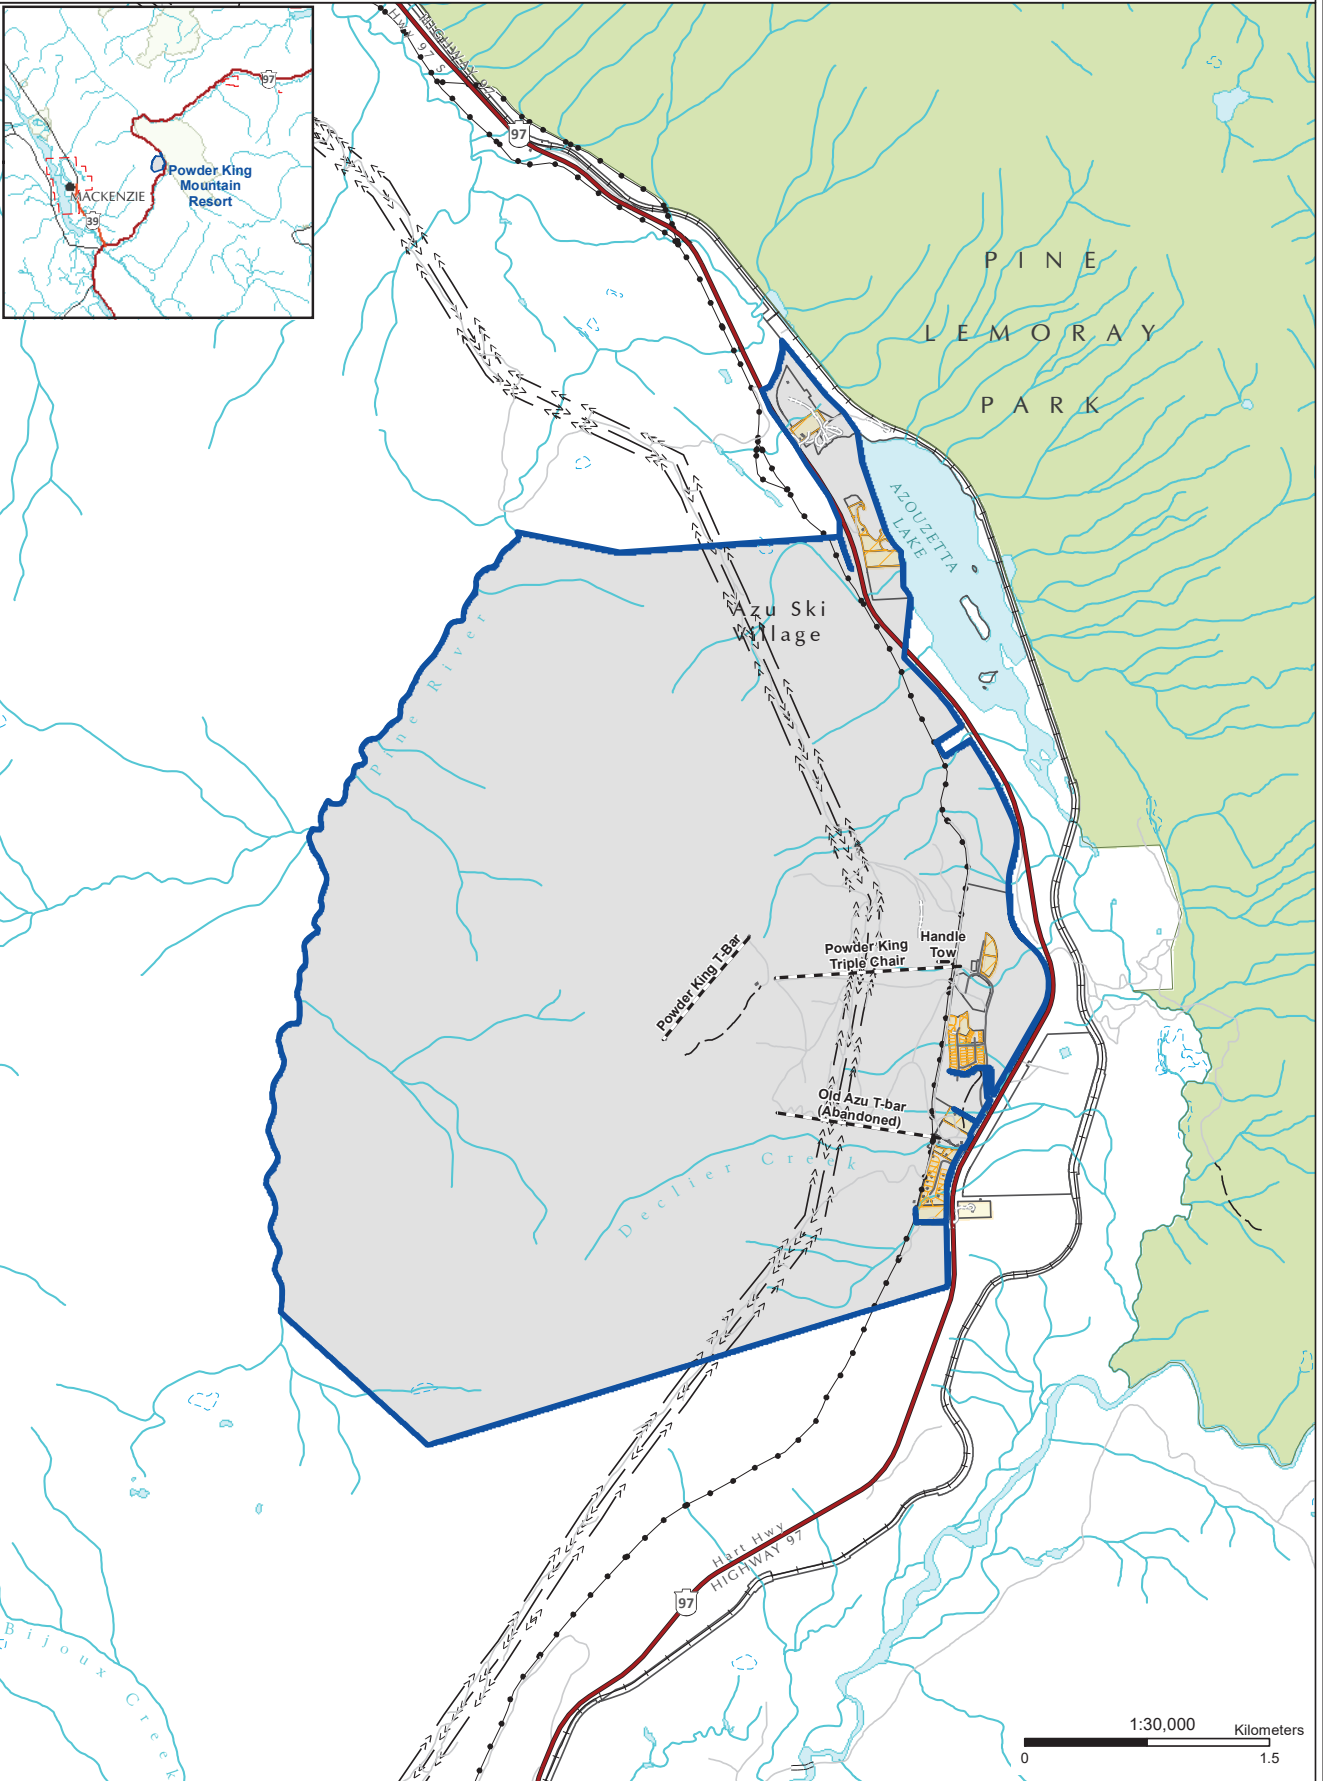 HIGHWAY 97
Hwy 97 S
97
97
Powder King
Mountain
Resort
MACKENZIE
39
PINE
LEMORAY
PARK
AZOUZETTA
LAKE
Azu Ski
Village
Pine River
Powder King T-Bar
Powder King
Triple Chair
Handle
Tow
Old Azu T-bar
(Abandoned)
Declier Creek
Hart Hwy
HIGHWAY 97
97
Bijoux Creek
1:30,000
Kilometers
0
1.5